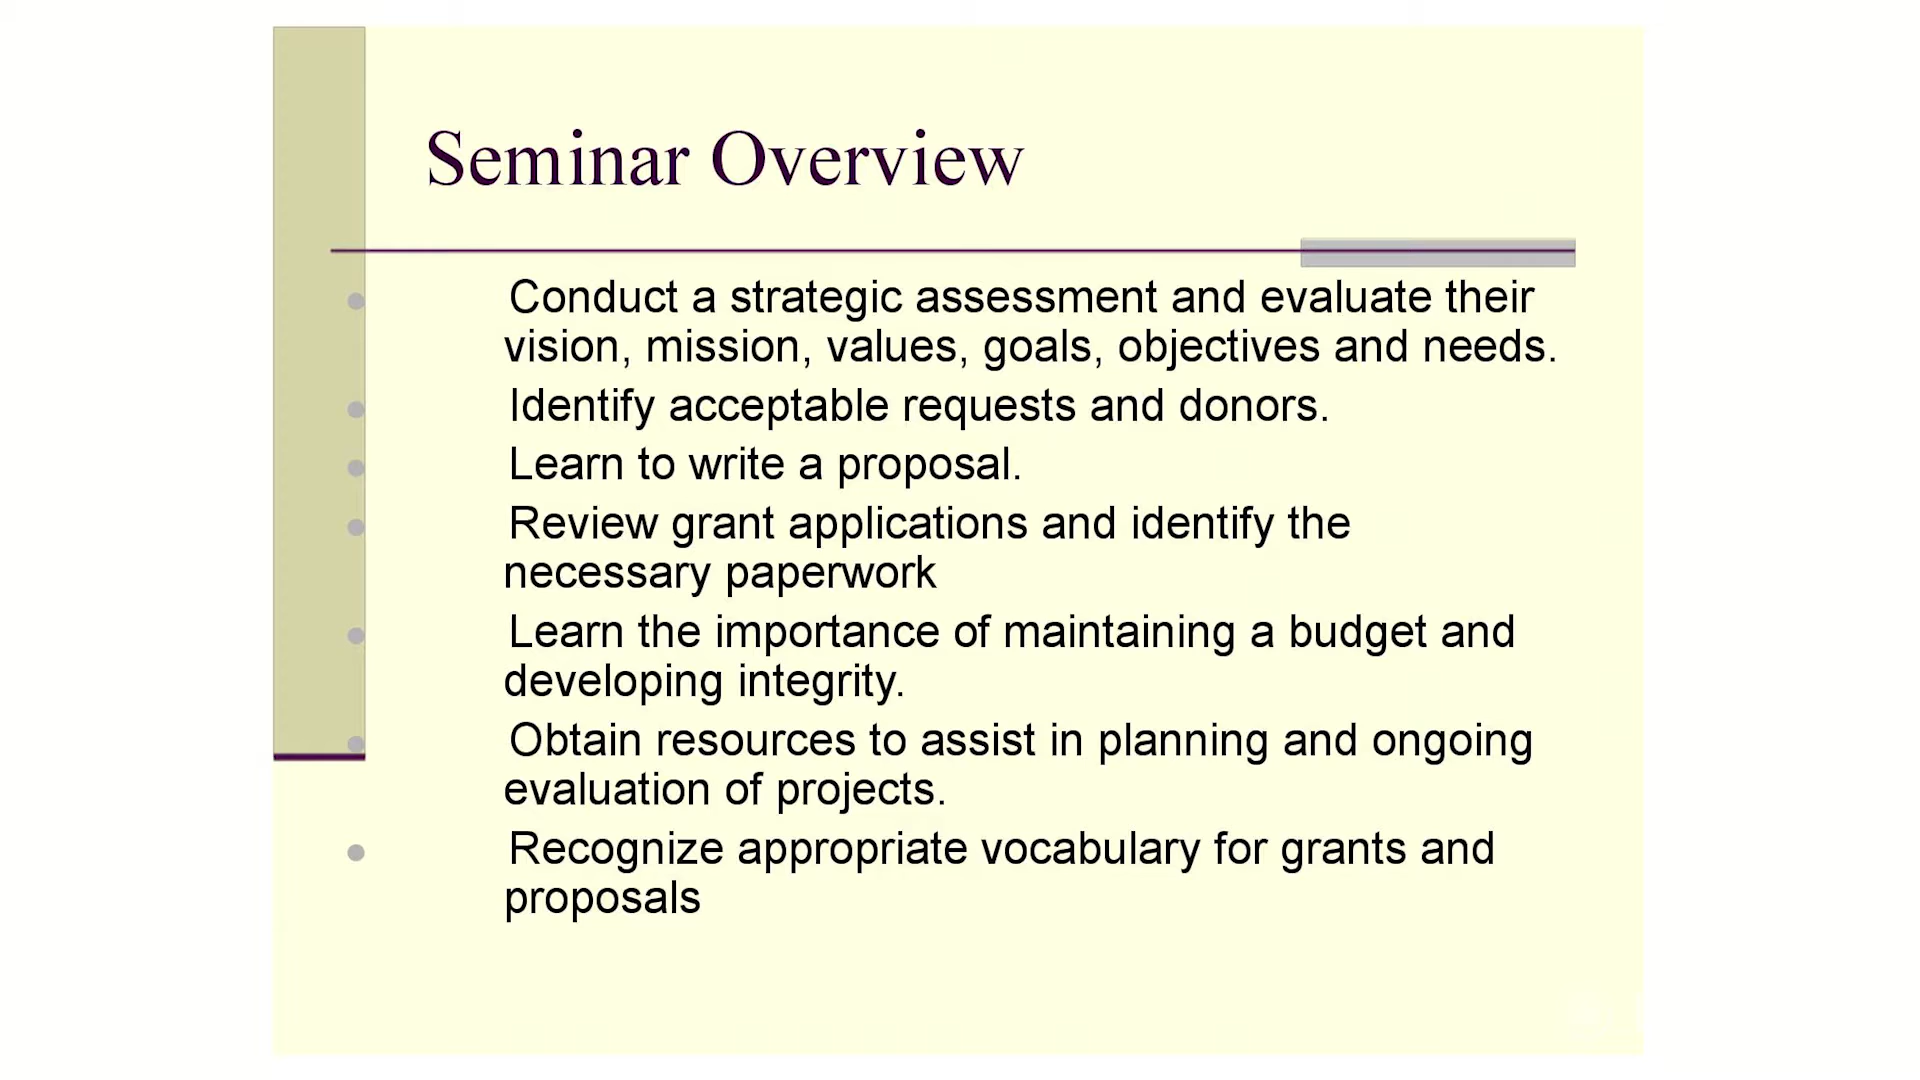 Seminar Overview
Conduct a strategic assessment and evaluate their
vision, mission, values, goals, objectives and needs.
Identify acceptable requests and donors.
Learn to write a proposal.
Review grant applications and identify the
necessary paperwork
Learn the importance of maintaining a budget and
developing integrity.
Obtain resources to assist in planning and ongoing
evaluation of projects.
Recognize appropriate vocabulary for grants and
proposals